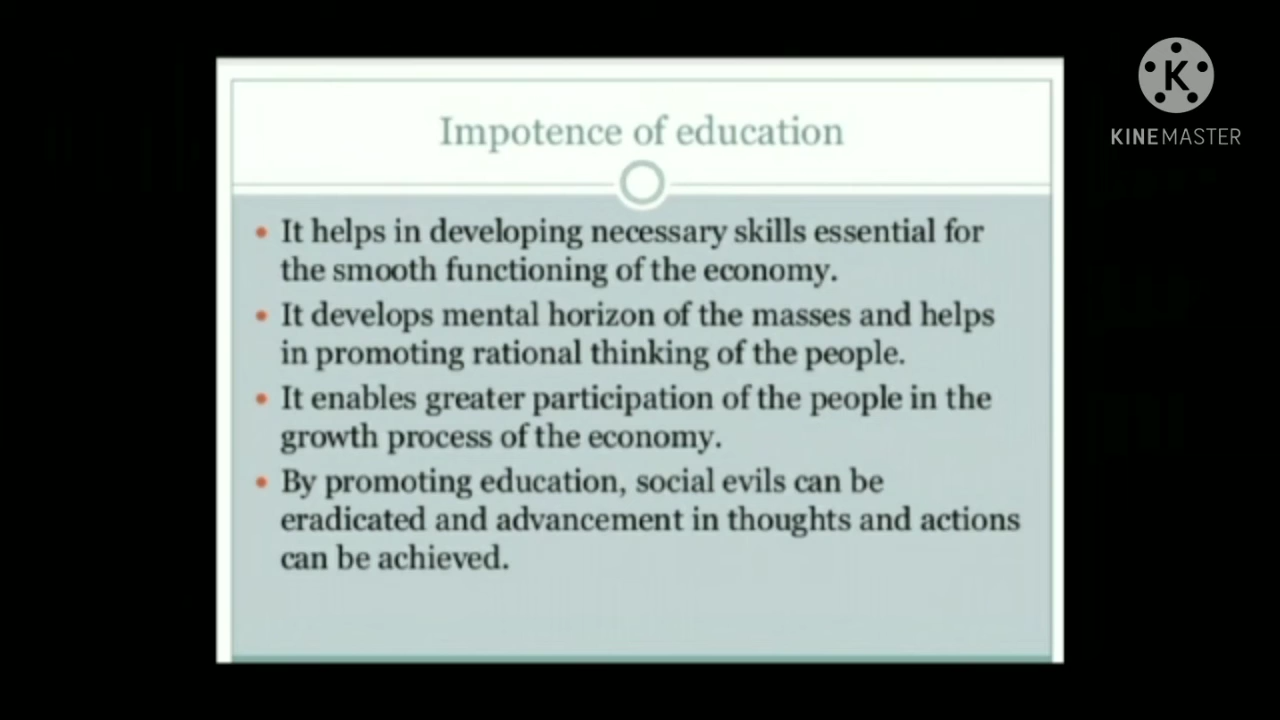 Impotence of education
K
KINEMASTER
• It helps in developing necessary skills essential for
the smooth functioning of the economy.
• It develops mental horizon of the masses and helps
in promoting rational thinking of the people.
• It enables greater participation of the people in the
growth process of the economy.
• By promoting education, social evils can be
eradicated and advancement in thoughts and actions
can be achieved.